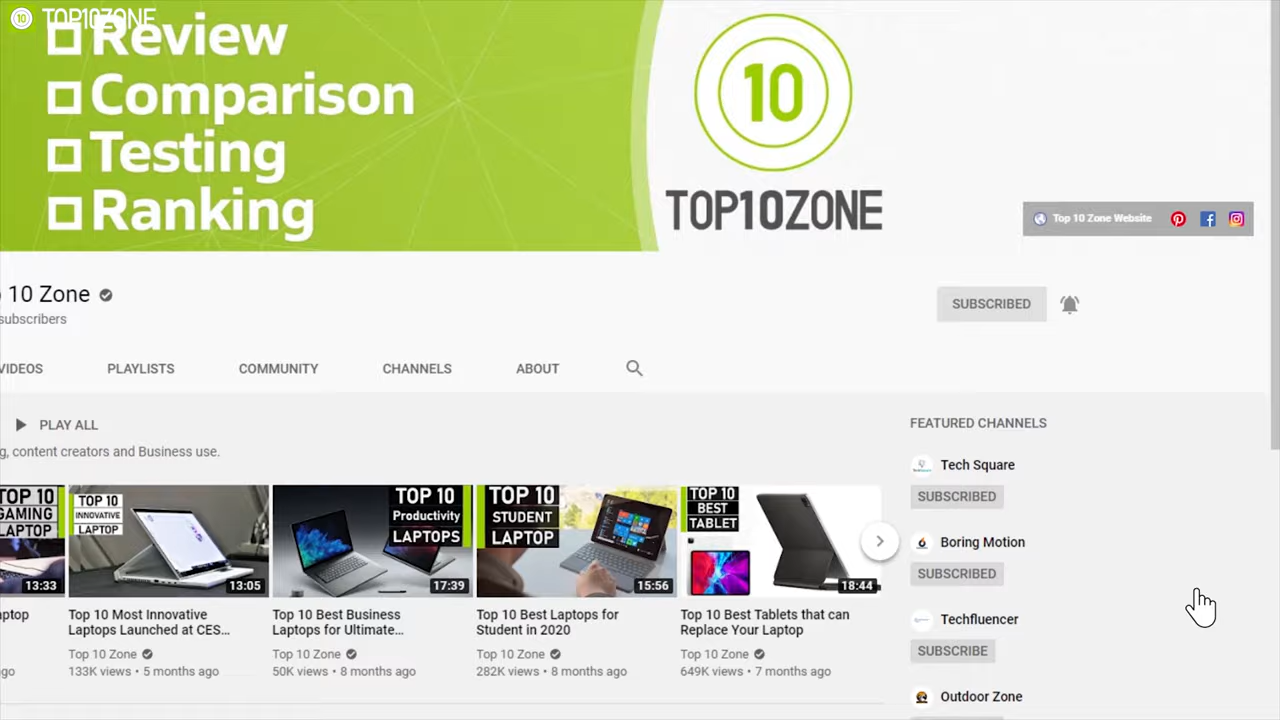 10 TOP10ZONE
Review
Comparison
Testing
Ranking
10
TOP10ZONE
Top 10 Zone Website
10 Zone
subscribers
SUBSCRIBED
VIDEOS
PLAYLISTS
COMMUNITY
CHANNELS
ABOUT
PLAY ALL
g, content creators and Business use.
FEATURED CHANNELS
Tech Square
SUBSCRIBED
Boring Motion
SUBSCRIBED
Techfluencer
SUBSCRIBE
Outdoor Zone
TOP 10
GAMING
LAPTOP
13:33
aptop
go
TOP 10
INNOVATIVE
LAPTOP
13:05
Top 10 Most Innovative
Laptops Launched at CES...
Top 10 Zone
133K views • 5 months ago
TOP 10
Productivity
LAPTOPS
17:39
Top 10 Best Business
Laptops for Ultimate...
Top 10 Zone
50K views • 8 months ago
TOP 10
STUDENT
LAPTOP
15:56
Top 10 Best Laptops for
Student in 2020
Top 10 Zone
282K views • 8 months ago
TOP 10
BEST
TABLET
18:44
Top 10 Best Tablets that can
Replace Your Laptop
Top 10 Zone
649K views • 7 months ago